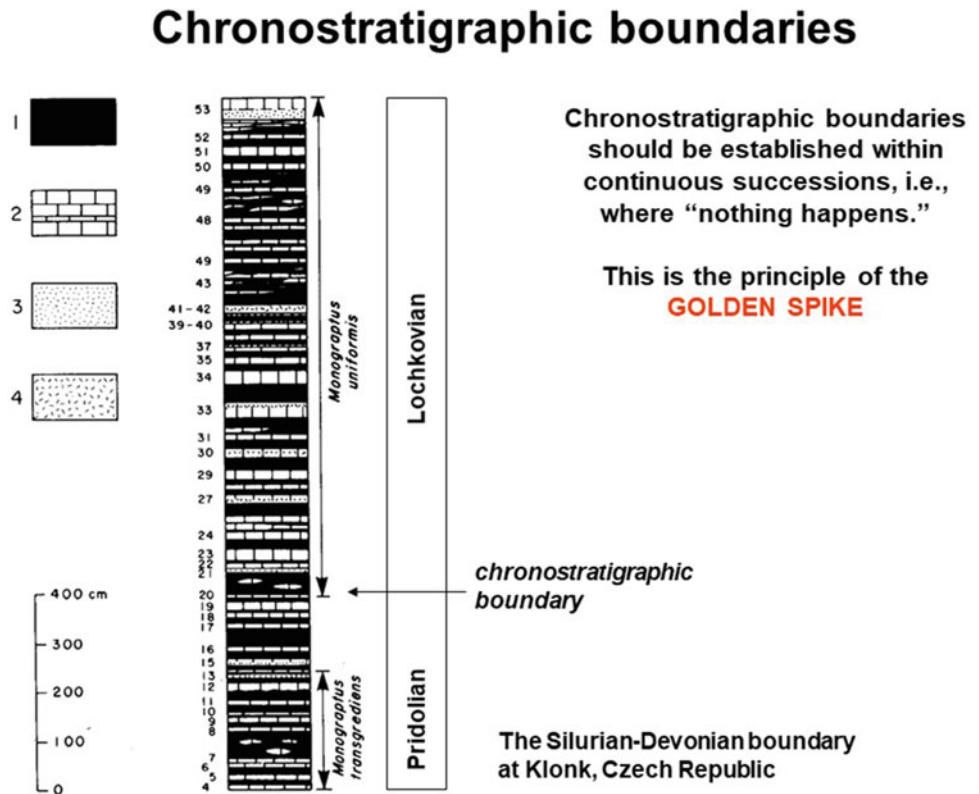 Chronostratigraphic boundaries
1
2
3
4
400 cm
300
200
100
0
53
52
51
50
49
48
49
43
41-42
39-40
37
35
34
33
31
30
29
27
24
23
22
21
20
19
18
17
16
15
13
12
11
10
9
8
7
6
5
4
Monograptus
uniformis
Monograptus
transgrediens
Lochkovian
Pridolian
Chronostratigraphic boundaries
should be established within
continuous successions, i.e.,
where “nothing happens.”
This is the principle of the
GOLDEN SPIKE
chronostratigraphic
boundary
The Silurian-Devonian boundary
at Klonk, Czech Republic